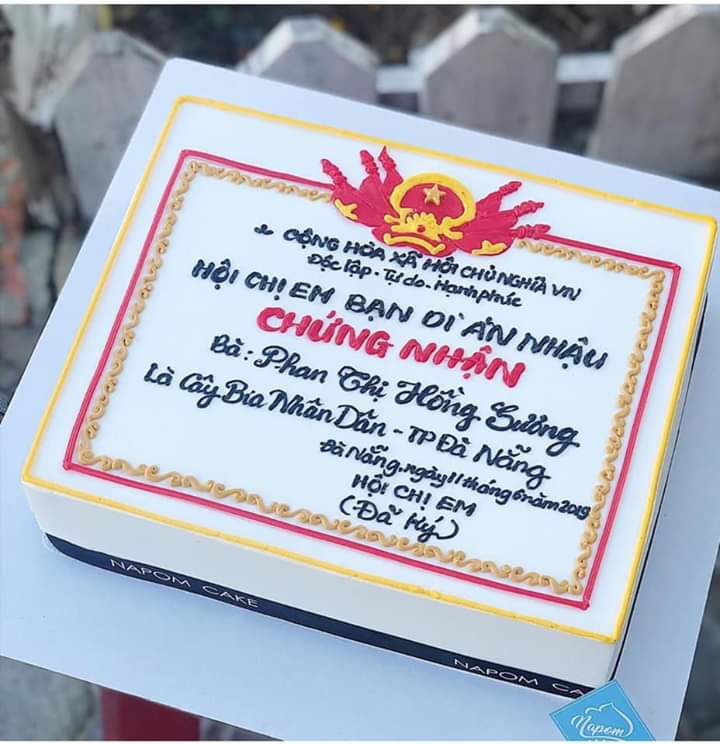 CỘNG HÒA XÃ HỘI CHỦ NGHĨA VN
Độc lập - Tự do - Hạnh phúc
HỘI CHỊ EM BẠN DÌ ĂN NHẬU
CHỨNG NHẬN
Bà: Phan Thị Hồng Sương
Là Cây Bia Nhân Dân - TP Đà Nẵng
Đà Nẵng, ngày 11 tháng 6 năm 2019
HỘI CHỊ EM
(Đã ký)
NAPOM CAKE
NAPOM CA
Napom